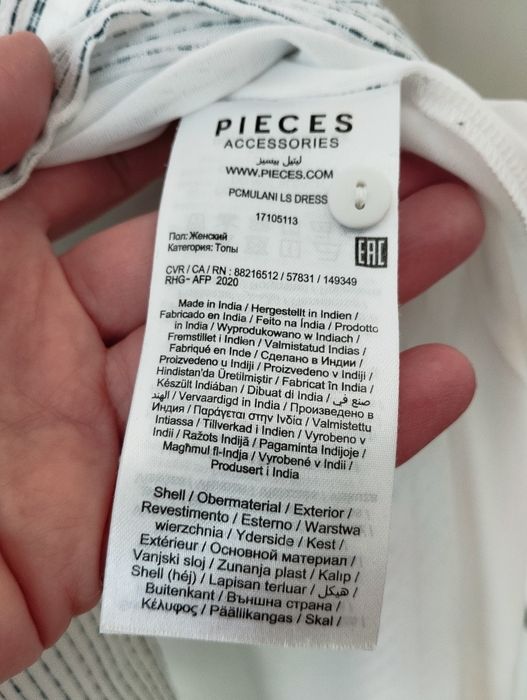 PIECES
ACCESSORIES
ليتيل بيسيز
WWW.PIECES.COM
PCMULANI LS DRESS
17105113
Пол: Женский
Категория: Топы
EAC
CVR / CA / RN : 88216512 / 57831 / 149349
RHG- AFP 2020
Made in India / Hergestellt in Indien /
Fabricado en India / Feito na Índia / Prodotto
in India / Wyprodukowano w Indiach /
Fremstillet i Indien / Valmistatud Indias /
Fabriqué en Inde / Сделано в Индии /
Proizvedeno u Indiji / Proizvedeno v Indiji /
Hindistan'da Üretilmiştir / Fabricat în India /
Készült Indiában / Dibuat di India / صنع في
الهند / Vervaardigd in India / Произведено в
Индия / Παράγεται στην Ινδία / Valmistettu
Intiassa / Tillverkad i Indien / Vyrobeno v
Indii / Ražots Indijā / Pagaminta Indijoje /
Magħmul fl-Indja / Vyrobené v Indii /
Produsert i India
Shell / Obermaterial / Exterior /
Revestimento / Esterno / Warstwa
wierzchnia / Yderside / Kest /
Extérieur / Основной материал /
Vanjski sloj / Zunanja plast / Kalıp /
Shell (héj) / Lapisan terluar / هيكل /
Buitenkant / Външна страна /
Κέλυφος / Päällikangas / Skal /